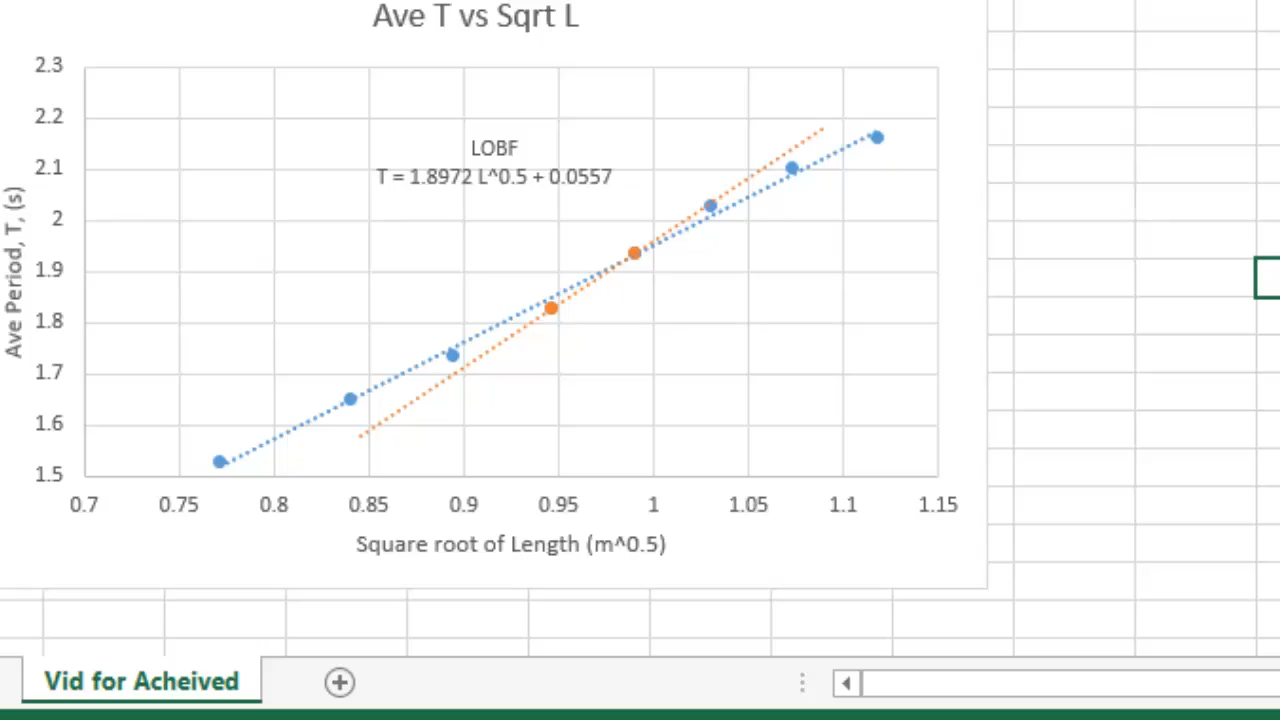 Ave T vs Sqrt L
2.3
2.2
2.1
2
1.9
1.8
1.7
1.6
1.5
Ave Period, T, (s)
LOBF
T = 1.8972 L^0.5 + 0.0557
0.7 0.75 0.8 0.85 0.9 0.95 1 1.05 1.1 1.15
Square root of Length (m^0.5)
Vid for Acheived